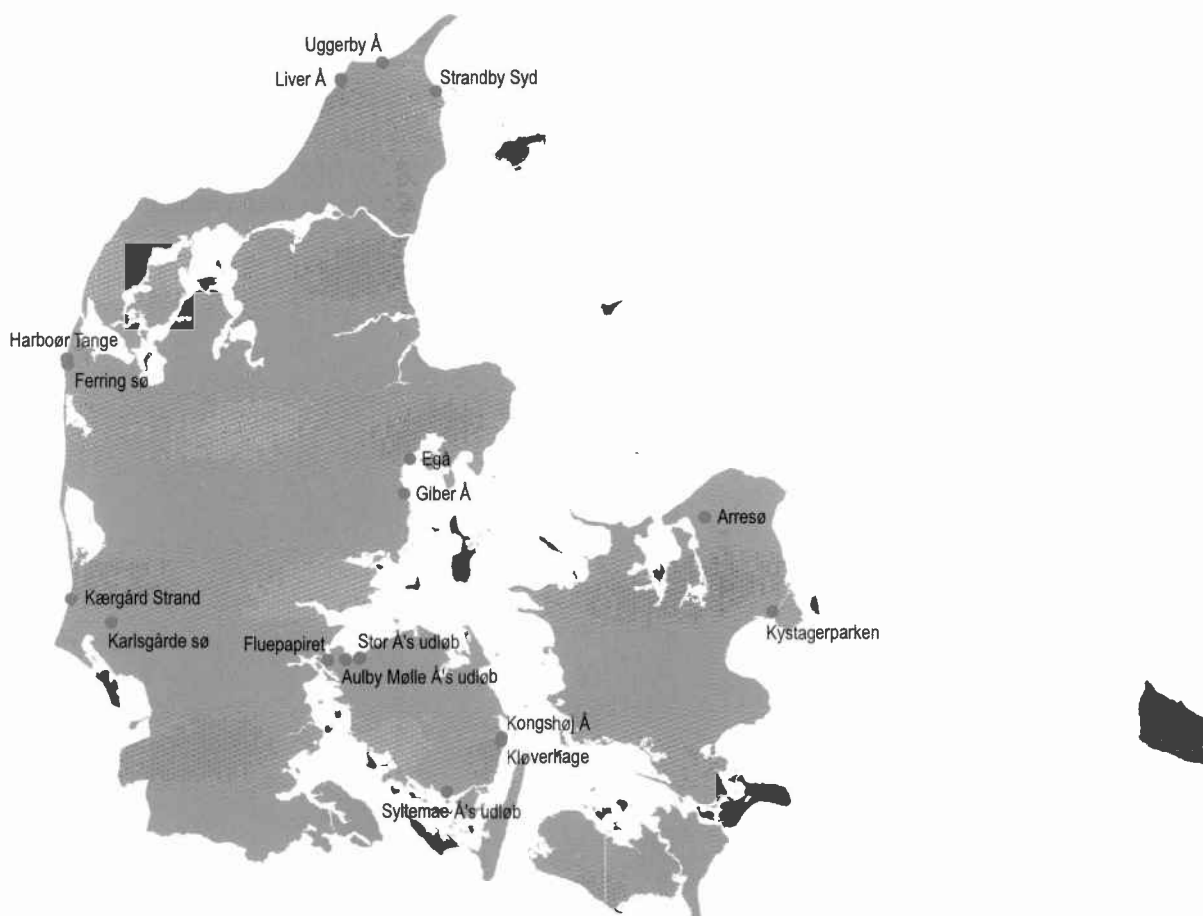 Uggerby Å
Liver Å
Strandby Syd
Harboør Tange
Ferring sø
Egå
Giber Å
Arresø
Kærgård Strand
Karlsgårde sø
Kystagerparken
Fluepapiret
Stor Å's udløb
Aulby Mølle Å's udløb
Kongshøj Å
Kløverhage
Syltemae Å's udløb